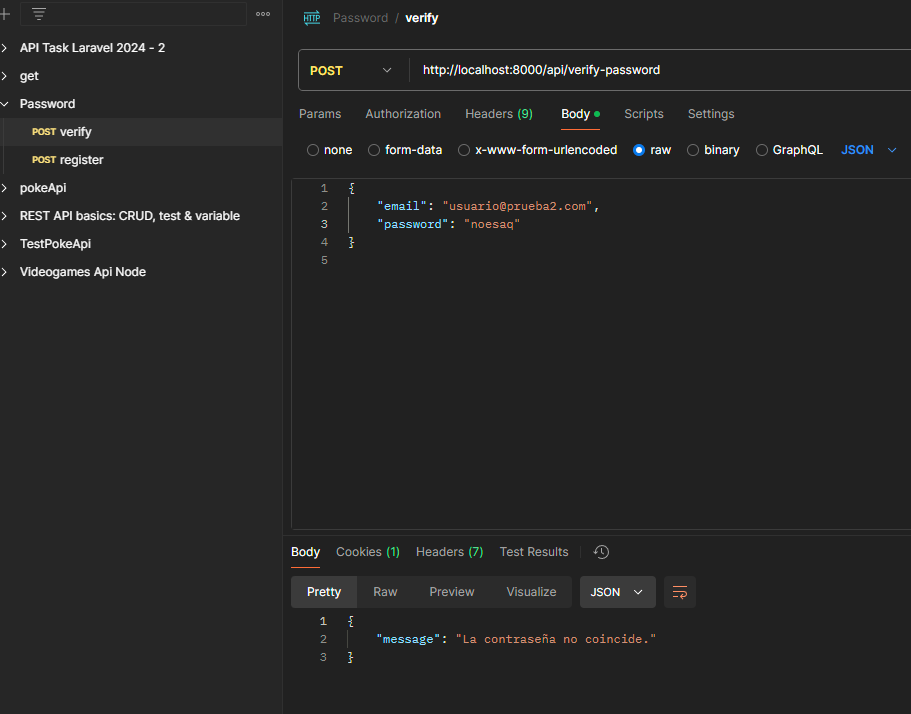 API Task Laravel 2024 - 2
get
Password
POST verify
POST register
pokeApi
REST API basics: CRUD, test & variable
TestPokeApi
Videogames Api Node
HTTP Password / verify
POST http://localhost:8000/api/verify-password
Params Authorization Headers (9) Body Scripts Settings
none form-data x-www-form-urlencoded raw binary GraphQL JSON
1 {
2 "email": "usuario@prueba2.com",
3 "password": "noesaq"
4 }
5
Body Cookies (1) Headers (7) Test Results
Pretty Raw Preview Visualize JSON
1 {
2 "message": "La contraseña no coincide."
3 }